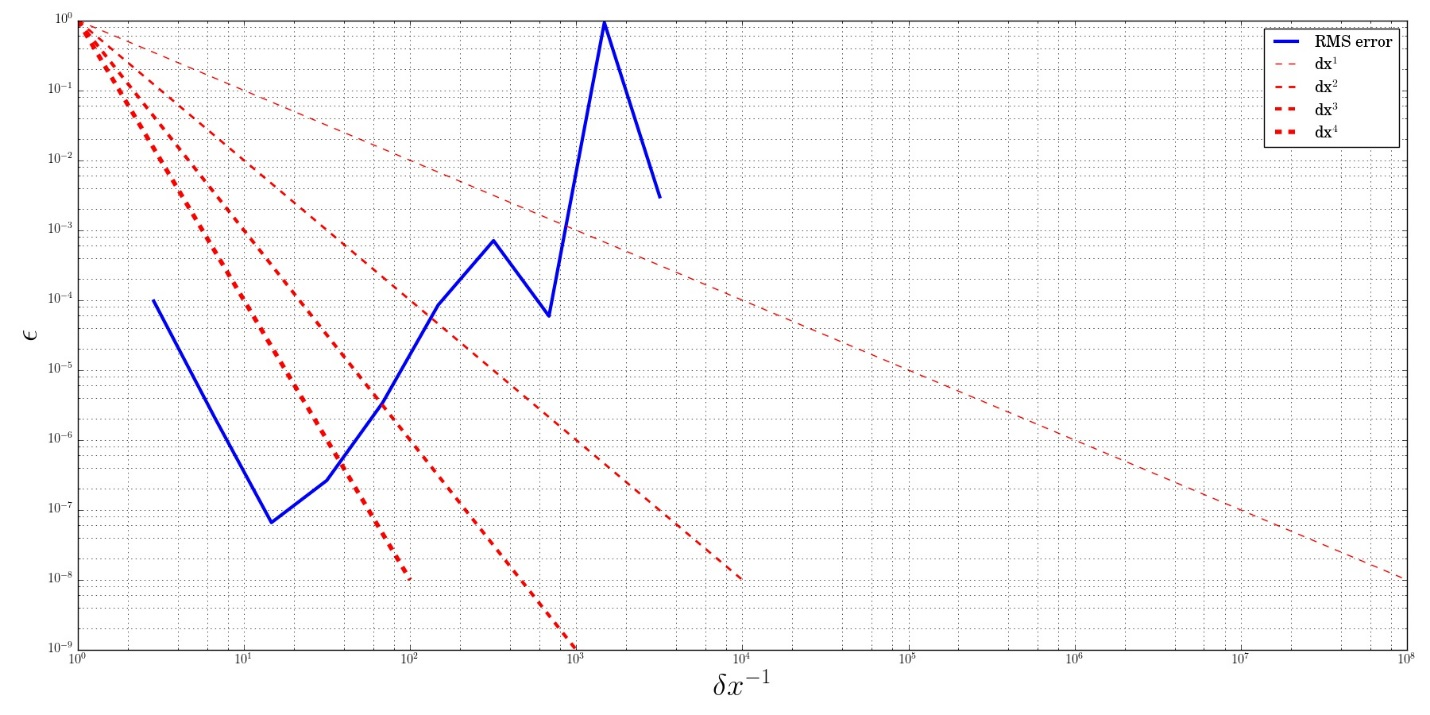 10⁰
10⁻¹
10⁻²
10⁻³
10⁻⁴
10⁻⁵
10⁻⁶
10⁻⁷
10⁻⁸
10⁻⁹
ϵ
10⁰ 10¹ 10² 10³ 10⁴ 10⁵ 10⁶ 10⁷ 10⁸
δx⁻¹
RMS error
dx¹
dx²
dx³
dx⁴